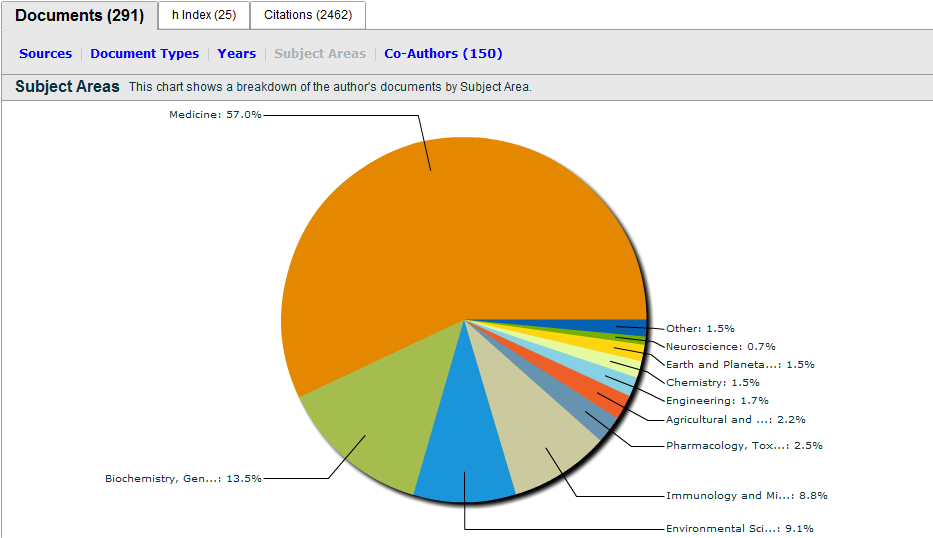 Documents (291) h Index (25) Citations (2462)
Sources Document Types Years Subject Areas Co-Authors (150)
Subject Areas This chart shows a breakdown of the author's documents by Subject Area.
Medicine: 57.0%
Other: 1.5%
Neuroscience: 0.7%
Earth and Planeta...: 1.5%
Chemistry: 1.5%
Engineering: 1.7%
Agricultural and ...: 2.2%
Pharmacology, Tox...: 2.5%
Biochemistry, Gen...: 13.5%
Immunology and Mi...: 8.8%
Environmental Sci...: 9.1%